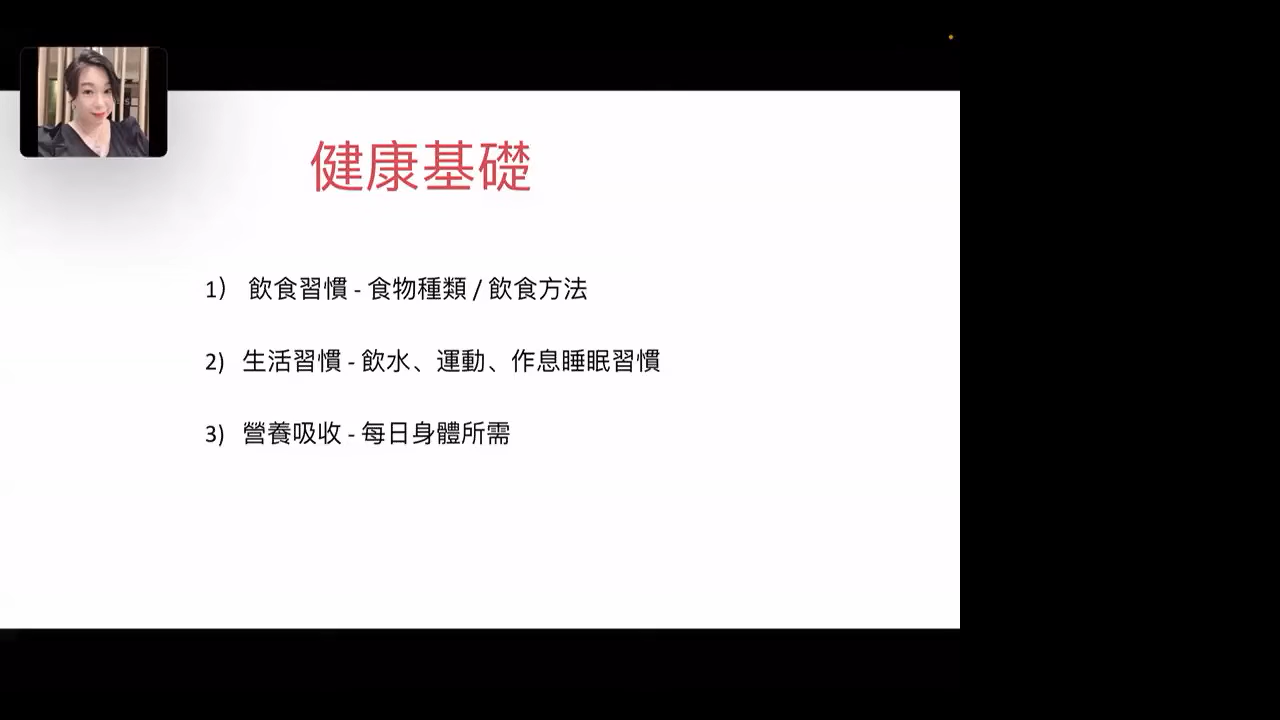 健康基礎
1） 飲食習慣 - 食物種類 / 飲食方法
2) 生活習慣 - 飲水、運動、作息睡眠習慣
3) 營養吸收 - 每日身體所需